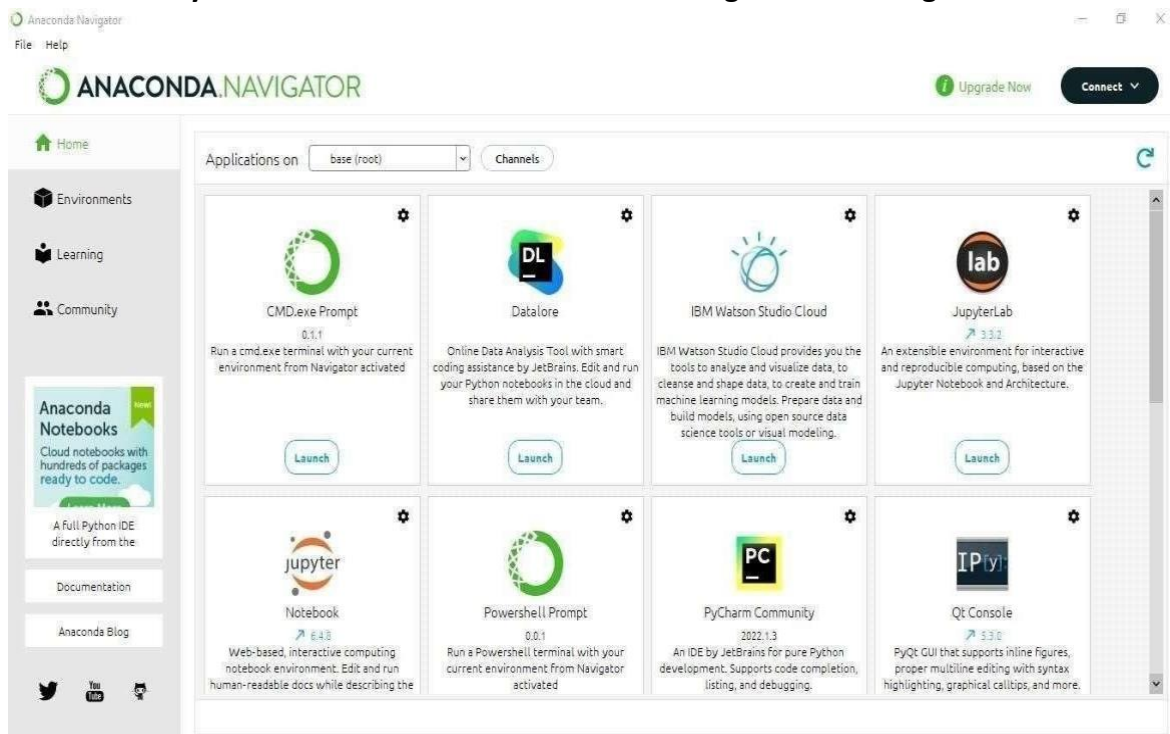 Anaconda Navigator
File Help
ANACONDA.NAVIGATOR
Upgrade Now
Connect
Home
Environments
Learning
Community
Applications on base (root) Channels
CMD.exe Prompt
0.1.1
Run a cmd.exe terminal with your current
environment from Navigator activated
Launch
DL
Datalore
Online Data Analysis Tool with smart
coding assistance by JetBrains. Edit and run
your Python notebooks in the cloud and
share them with your team.
Launch
IBM Watson Studio Cloud
IBM Watson Studio Cloud provides you the
tools to analyze and visualize data, to
cleanse and shape data, to create and train
machine learning models. Prepare data and
build models, using open source data
science tools or visual modeling.
Launch
lab
JupyterLab
3.3.2
An extensible environment for interactive
and reproducible computing, based on the
Jupyter Notebook and Architecture.
Launch
jupyter
Notebook
6.4.8
Web-based, interactive computing
notebook environment. Edit and run
human-readable docs while describing the
Powershell Prompt
0.0.1
Run a Powershell terminal with your
current environment from Navigator
activated
PC
PyCharm Community
2022.1.3
An IDE by JetBrains for pure Python
development. Supports code completion,
listing, and debugging.
IP[y]:
Qt Console
5.3.0
PyQt GUI that supports inline figures,
proper multiline editing with syntax
highlighting, graphical calltips, and more.
Anaconda
Notebooks
New!
Cloud notebooks with
hundreds of packages
ready to code.
Learn More
A full Python IDE
directly from the
Documentation
Anaconda Blog
You
Tube